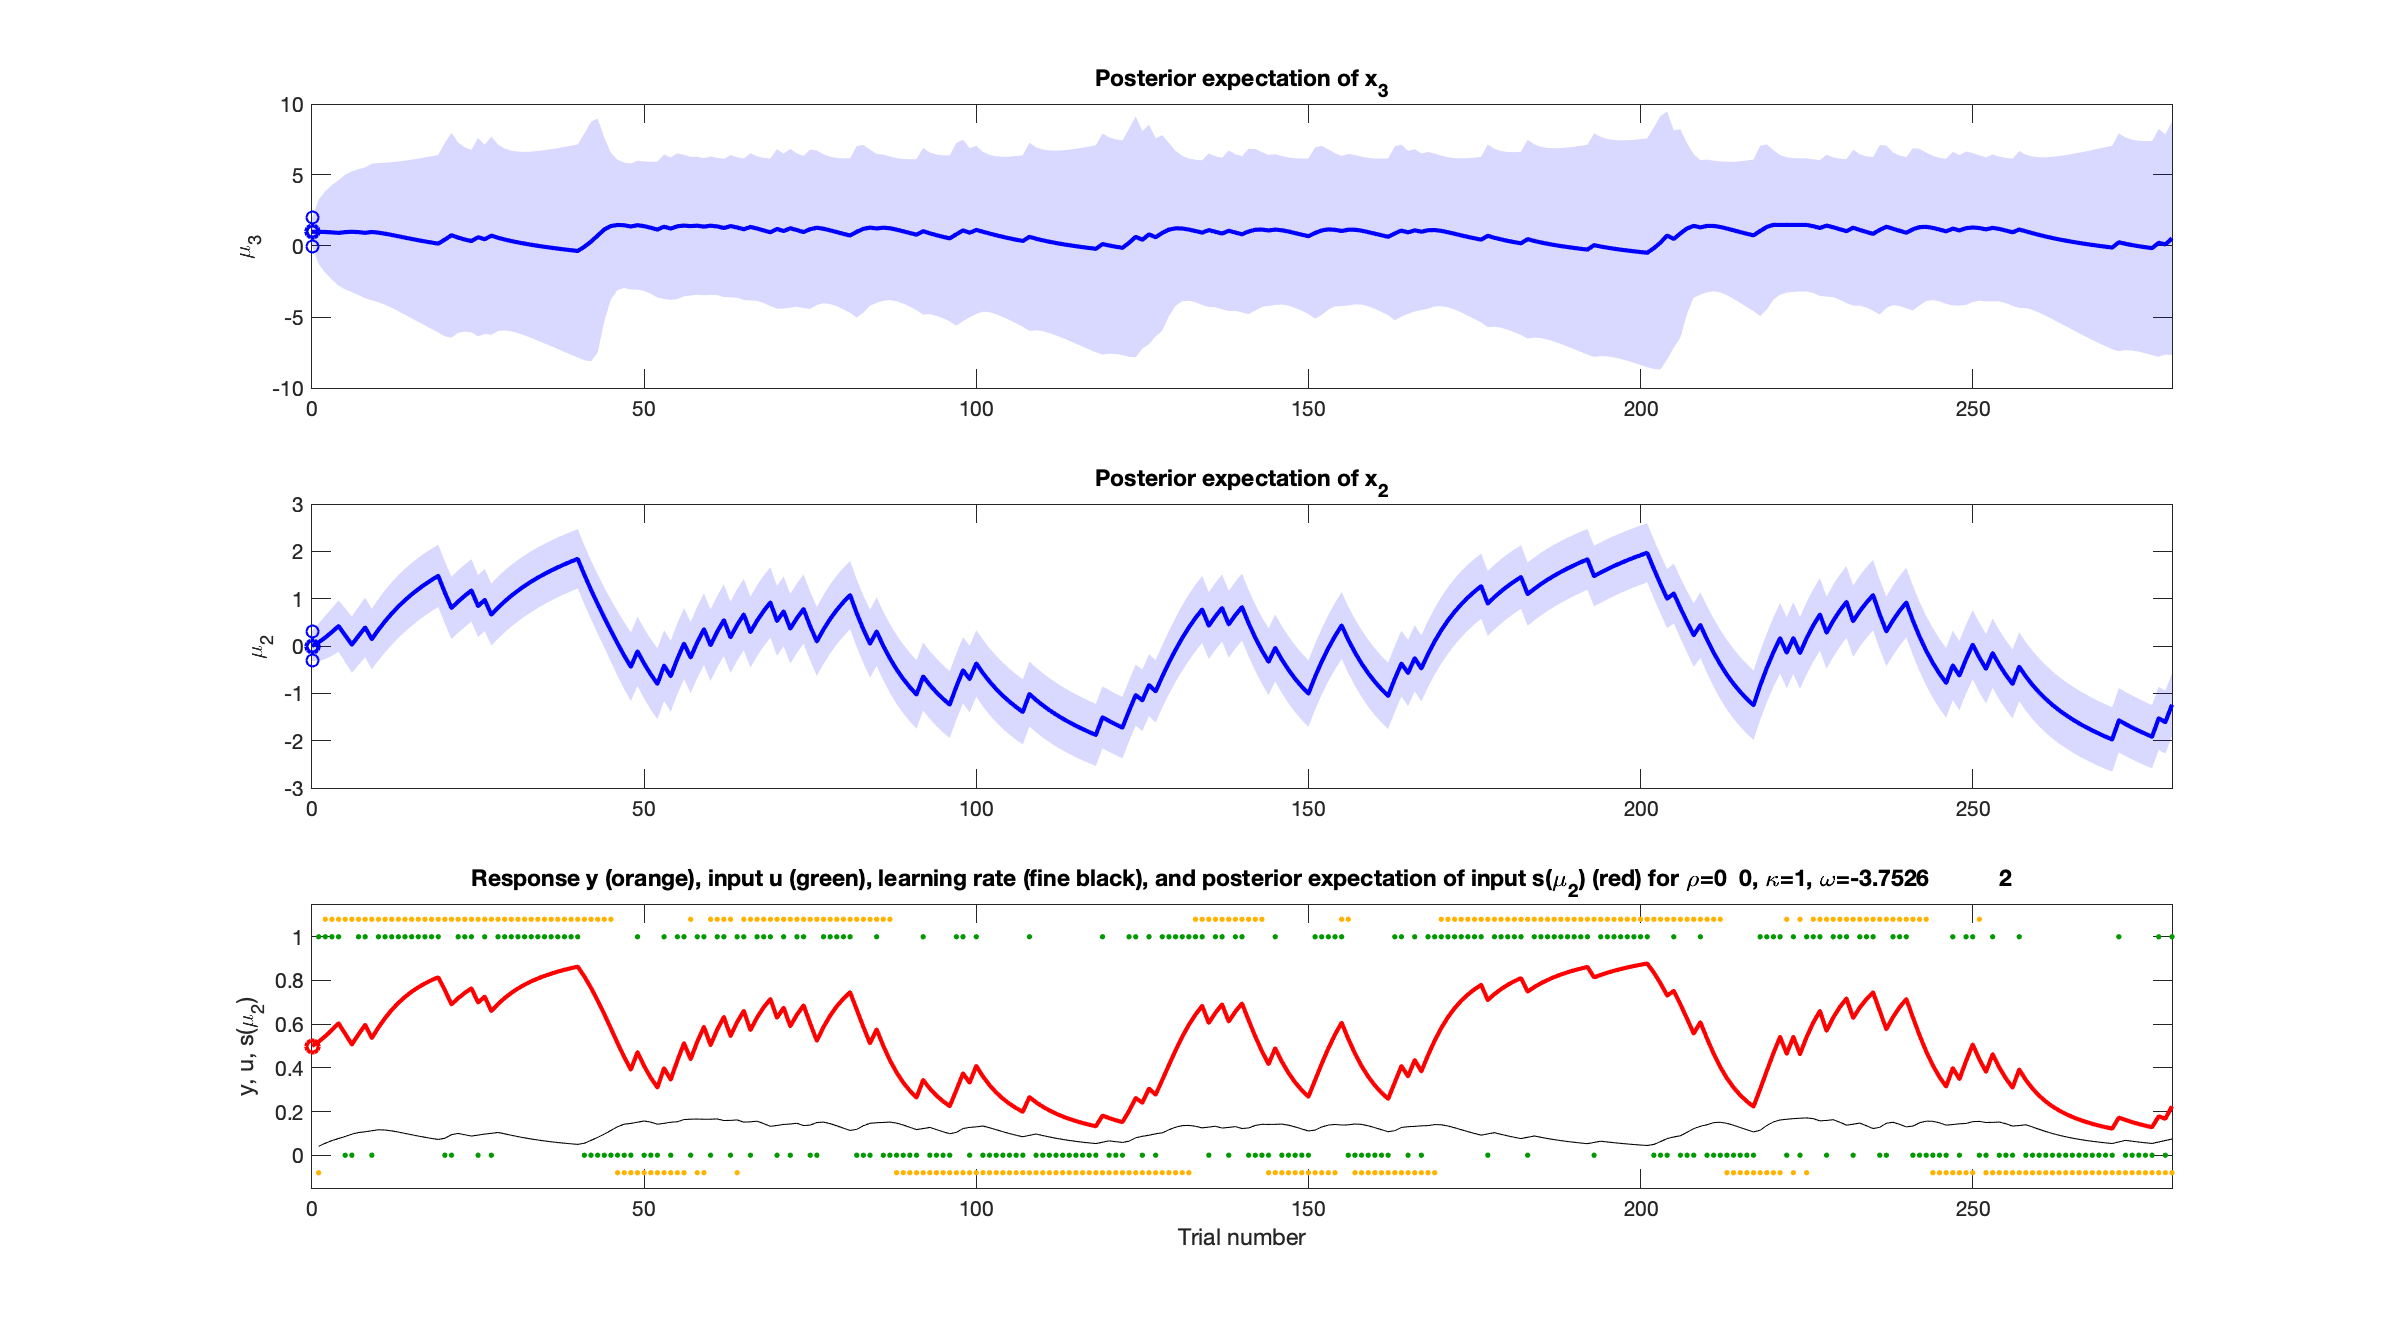 Posterior expectation of x3
10
5
0
-5
-10
μ3
0 50 100 150 200 250
Posterior expectation of x2
3
2
1
0
-1
-2
-3
μ2
0 50 100 150 200 250
Response y (orange), input u (green), learning rate (fine black), and posterior expectation of input s(μ2) (red) for ρ=0 0, κ=1, ω=-3.7526 2
1
0.8
0.6
0.4
0.2
0
y, u, s(μ2)
0 50 100 150 200 250
Trial number